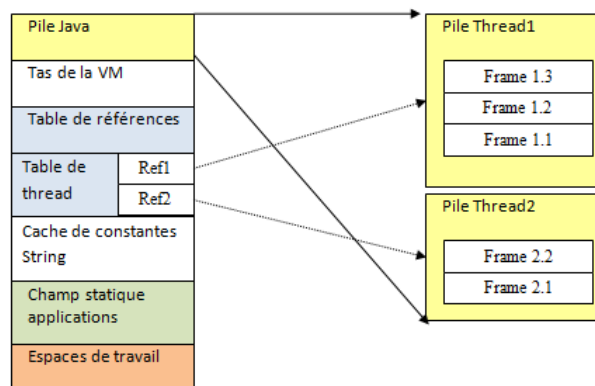 Pile Java
Tas de la VM
Table de références
Table de
thread
Ref1
Ref2
Cache de constantes
String
Champ statique
applications
Espaces de travail
Pile Thread1
Frame 1.3
Frame 1.2
Frame 1.1
Pile Thread2
Frame 2.2
Frame 2.1